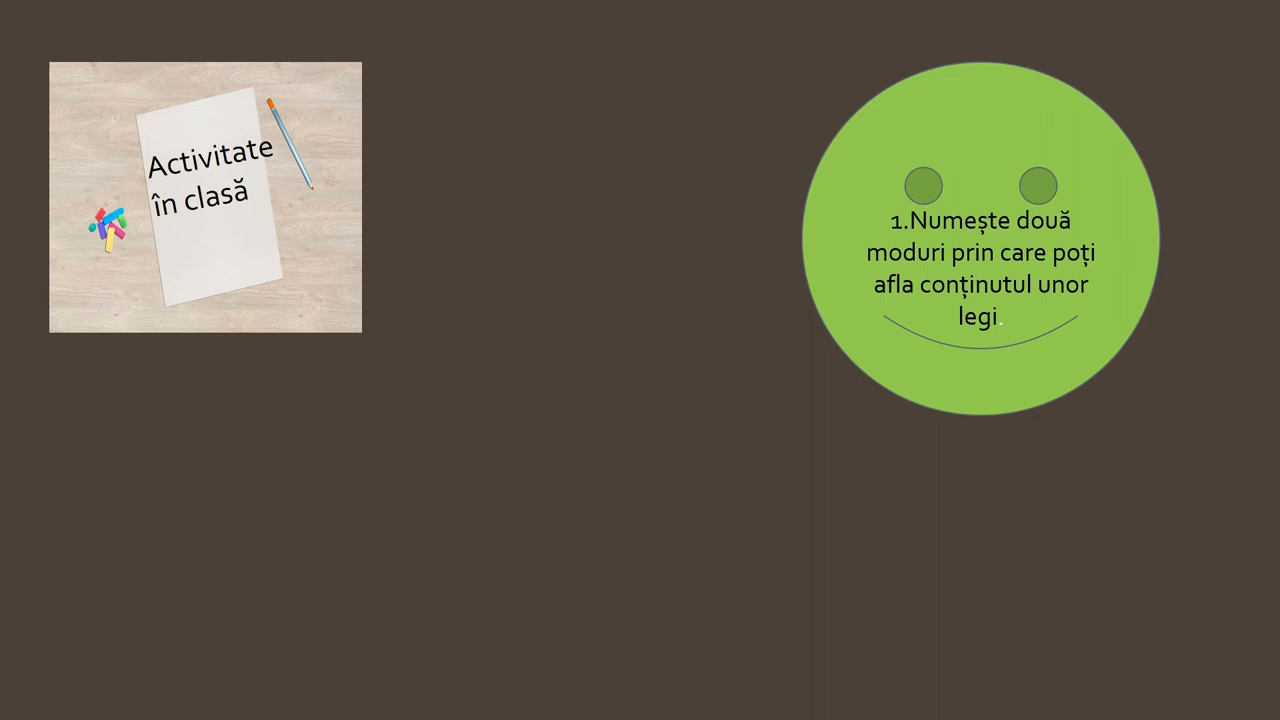 Activitate
în clasă
1.Numește două
moduri prin care poți
afla conținutul unor
legi.